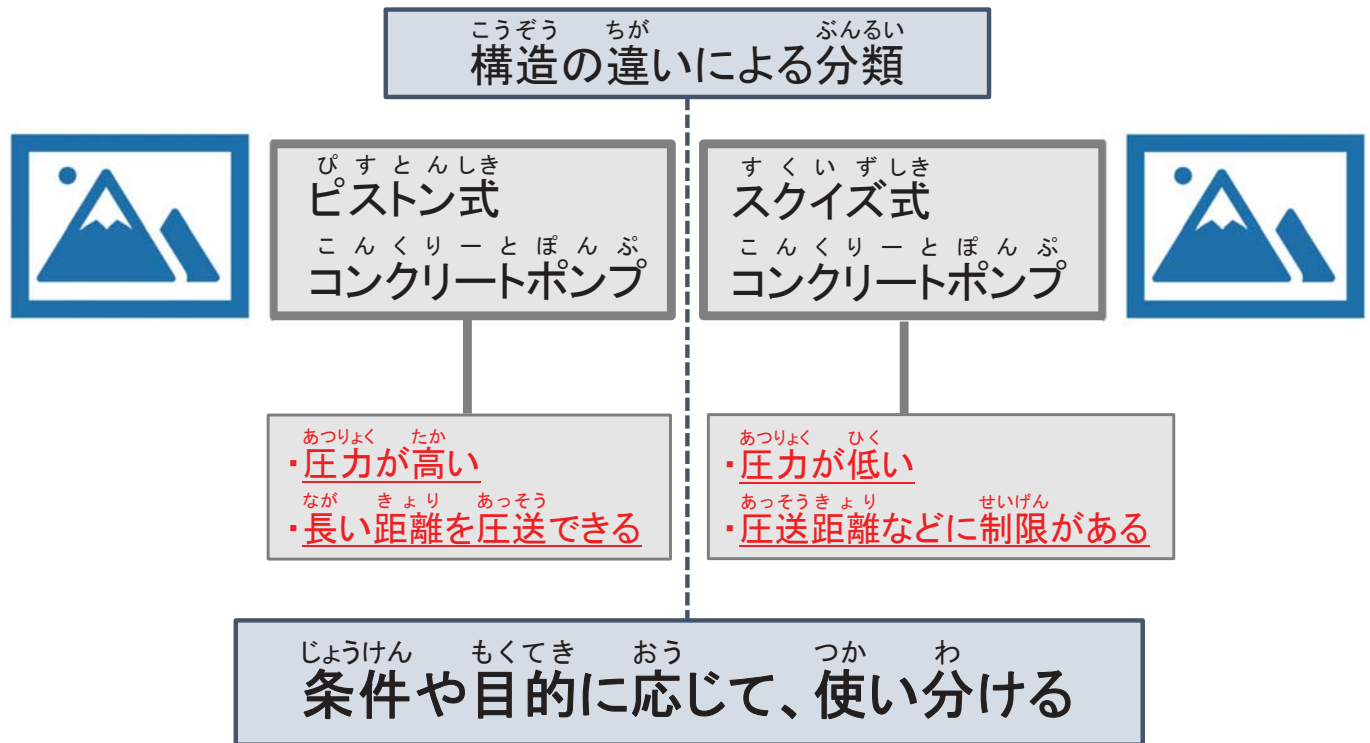 こうぞう ちが ぶんるい
構造の違いによる分類
ぴすとんしき
ピストン式
こんくりーとぽんぷ
コンクリートポンプ
すくいずしき
スクイズ式
こんくりーとぽんぷ
コンクリートポンプ
あつりょく たか
・圧力が高い
なが きょり あっそう
・長い距離を圧送できる
あつりょく ひく
・圧力が低い
あっそうきょり せいげん
・圧送距離などに制限がある
じょうけん もくてき おう つか わ
条件や目的に応じて、使い分ける